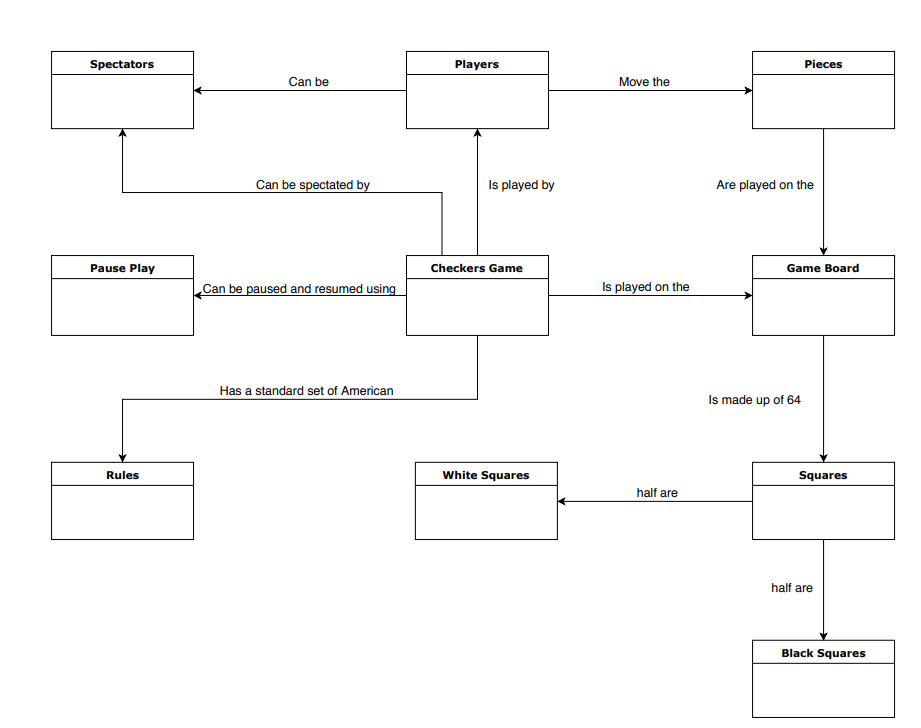 Spectators
Can be
Players
Move the
Pieces
Can be spectated by
Is played by
Are played on the
Pause Play
Can be paused and resumed using
Checkers Game
Is played on the
Game Board
Has a standard set of American
Is made up of 64
Rules
White Squares
half are
Squares
half are
Black Squares